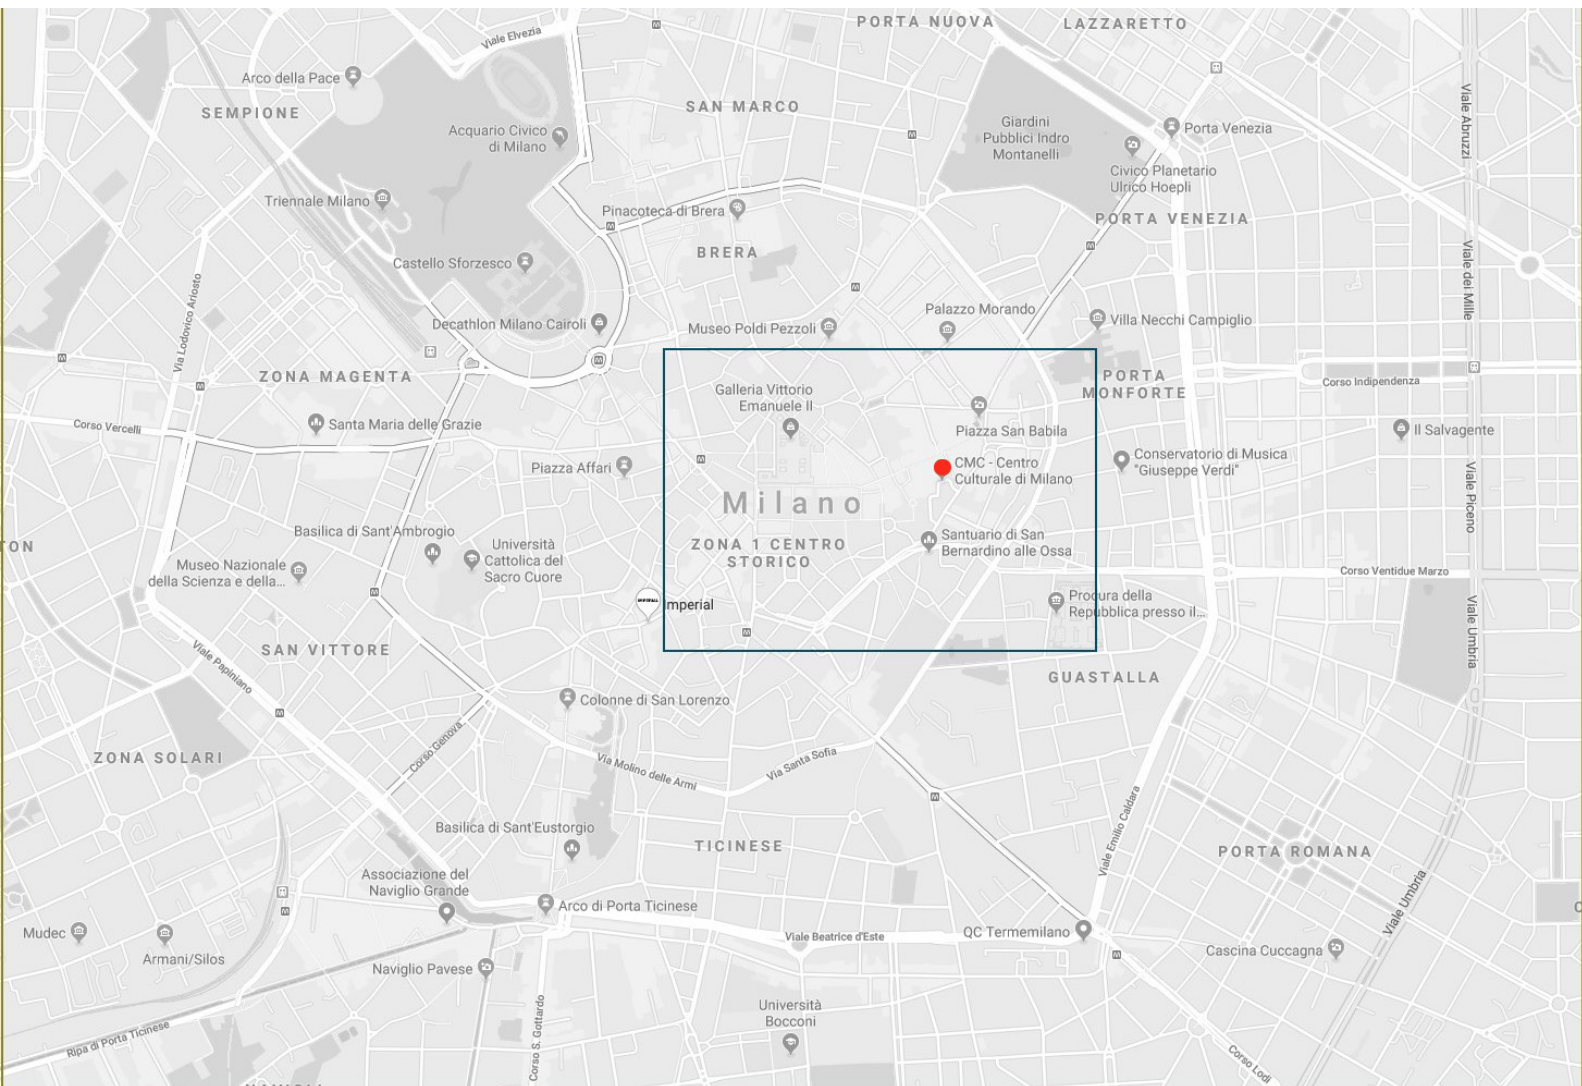 PORTA NUOVA
LAZZARETTO
Viale Elvezia
Arco della Pace
SEMPIONE
SAN MARCO
Viale Abruzzi
Acquario Civico
di Milano
Giardini
Pubblici Indro
Montanelli
Porta Venezia
Civico Planetario
Ulrico Hoepli
Triennale Milano
Pinacoteca di Brera
PORTA VENEZIA
BRERA
Castello Sforzesco
Viale dei Mille
Via Lodovico Ariosto
Decathlon Milano Cairoli
Museo Poldi Pezzoli
Palazzo Morando
Villa Necchi Campiglio
ZONA MAGENTA
PORTA
MONFORTE
Corso Indipendenza
Galleria Vittorio
Emanuele II
Corso Vercelli
Santa Maria delle Grazie
Piazza San Babila
Il Salvagente
Piazza Affari
CMC - Centro
Culturale di Milano
Conservatorio di Musica
"Giuseppe Verdi"
Viale Piceno
Milano
Basilica di Sant'Ambrogio
ZONA 1 CENTRO
STORICO
Santuario di San
Bernardino alle Ossa
TON
Università
Cattolica del
Sacro Cuore
Museo Nazionale
della Scienza e della...
Corso Ventidue Marzo
IMPERIAL
Imperial
Procura della
Repubblica presso il...
Viale Umbria
SAN VITTORE
Viale Papiniano
GUASTALLA
Colonne di San Lorenzo
ZONA SOLARI
Corso Genova
Via Molino delle Armi
Via Santa Sofia
Viale Emilio Caldara
Basilica di Sant'Eustorgio
TICINESE
PORTA ROMANA
Associazione del
Naviglio Grande
Viale Umbria
Arco di Porta Ticinese
Mudec
Armani/Silos
Viale Beatrice d'Este
QC Termemilano
Cascina Cuccagna
Naviglio Pavese
Università
Bocconi
Corso S. Gottardo
Ripa di Porta Ticinese
Corso Lodi